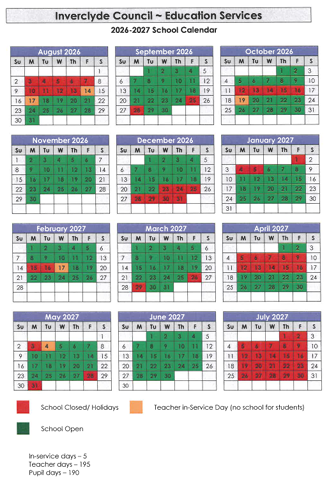 Inverclyde Council ~ Education Services
2026-2027 School Calendar
August 2026
Su M Tu W Th F S
1
2 3 4 5 6 7 8
9 10 11 12 13 14 15
16 17 18 19 20 21 22
23 24 25 26 27 28 29
30 31
September 2026
Su M Tu W Th F S
1 2 3 4 5
6 7 8 9 10 11 12
13 14 15 16 17 18 19
20 21 22 23 24 25 26
27 28 29 30
October 2026
Su M Tu W Th F S
1 2 3
4 5 6 7 8 9 10
11 12 13 14 15 16 17
18 19 20 21 22 23 24
25 26 27 28 29 30 31
November 2026
Su M Tu W Th F S
1 2 3 4 5 6 7
8 9 10 11 12 13 14
15 16 17 18 19 20 21
22 23 24 25 26 27 28
29 30
December 2026
Su M Tu W Th F S
1 2 3 4 5
6 7 8 9 10 11 12
13 14 15 16 17 18 19
20 21 22 23 24 25 26
27 28 29 30 31
January 2027
Su M Tu W Th F S
1 2
3 4 5 6 7 8 9
10 11 12 13 14 15 16
17 18 19 20 21 22 23
24 25 26 27 28 29 30
31
February 2027
Su M Tu W Th F S
1 2 3 4 5 6
7 8 9 10 11 12 13
14 15 16 17 18 19 20
21 22 23 24 25 26 27
28
March 2027
Su M Tu W Th F S
1 2 3 4 5 6
7 8 9 10 11 12 13
14 15 16 17 18 19 20
21 22 23 24 25 26 27
28 29 30 31
April 2027
Su M Tu W Th F S
1 2 3
4 5 6 7 8 9 10
11 12 13 14 15 16 17
18 19 20 21 22 23 24
25 26 27 28 29 30
May 2027
Su M Tu W Th F S
1
2 3 4 5 6 7 8
9 10 11 12 13 14 15
16 17 18 19 20 21 22
23 24 25 26 27 28 29
30 31
June 2027
Su M Tu W Th F S
1 2 3 4 5
6 7 8 9 10 11 12
13 14 15 16 17 18 19
20 21 22 23 24 25 26
27 28 29 30
July 2027
Su M Tu W Th F S
1 2 3
4 5 6 7 8 9 10
11 12 13 14 15 16 17
18 19 20 21 22 23 24
25 26 27 28 29 30 31
School Closed/ Holidays
Teacher in-Service Day (no school for students)
School Open
In-service days – 5
Teacher days – 195
Pupil days - 190